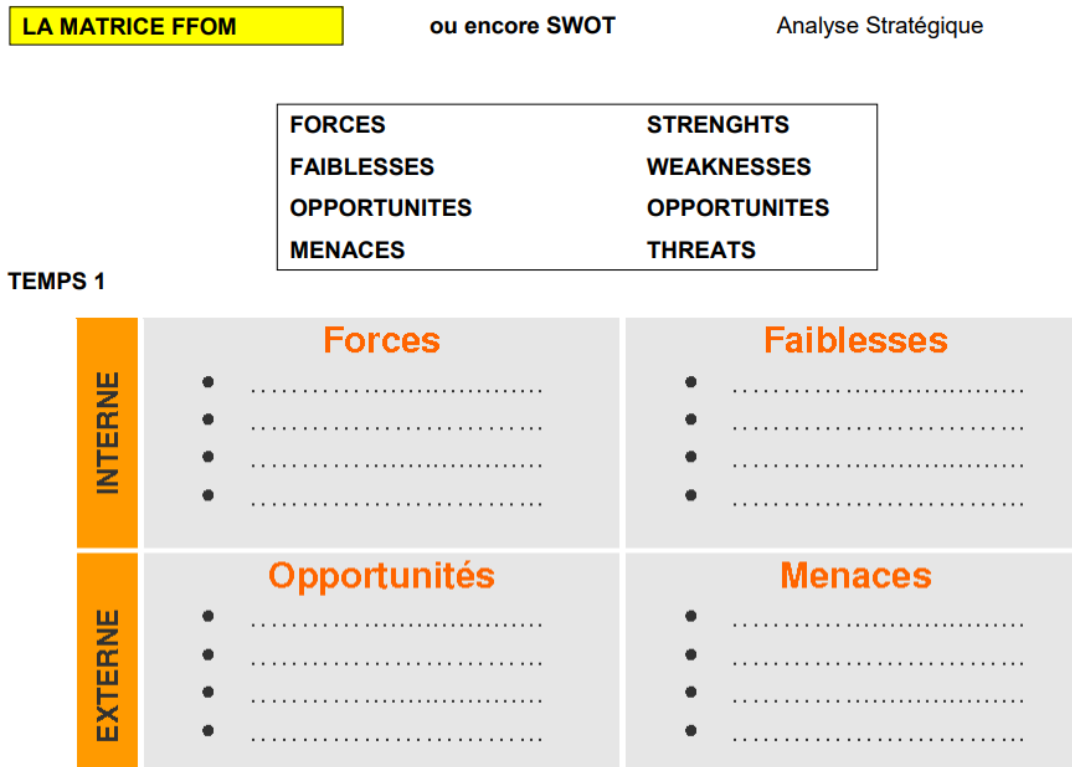 LA MATRICE FFOM ou encore SWOT Analyse Stratégique
FORCES STRENGHTS
FAIBLESSES WEAKNESSES
OPPORTUNITES OPPORTUNITES
MENACES THREATS
TEMPS 1
INTERNE
Forces
• ................................
• ................................
• ................................
• ................................
Faiblesses
• ................................
• ................................
• ................................
• ................................
EXTERNE
Opportunités
• ................................
• ................................
• ................................
• ................................
Menaces
• ................................
• ................................
• ................................
• ................................